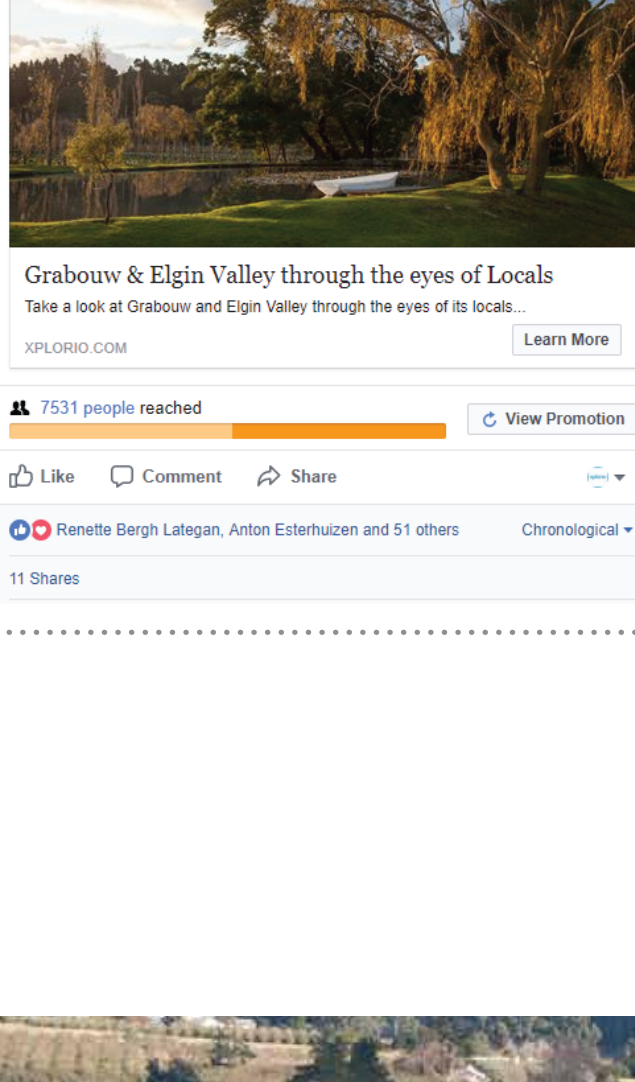 Grabouw & Elgin Valley through the eyes of Locals
Take a look at Grabouw and Elgin Valley through the eyes of its locals...
XPLORIO.COM
Learn More
7531 people reached
View Promotion
Like
Comment
Share
Renette Bergh Lategan, Anton Esterhuizen and 51 others
Chronological
11 Shares